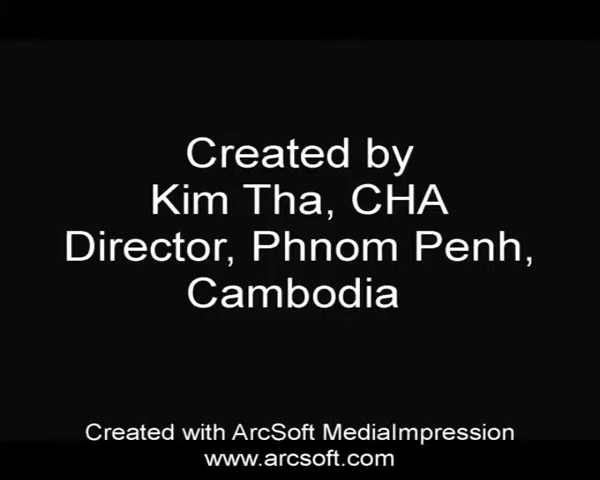 Created by
Kim Tha, CHA
Director, Phnom Penh,
Cambodia
Created with ArcSoft MediaImpression
www.arcsoft.com